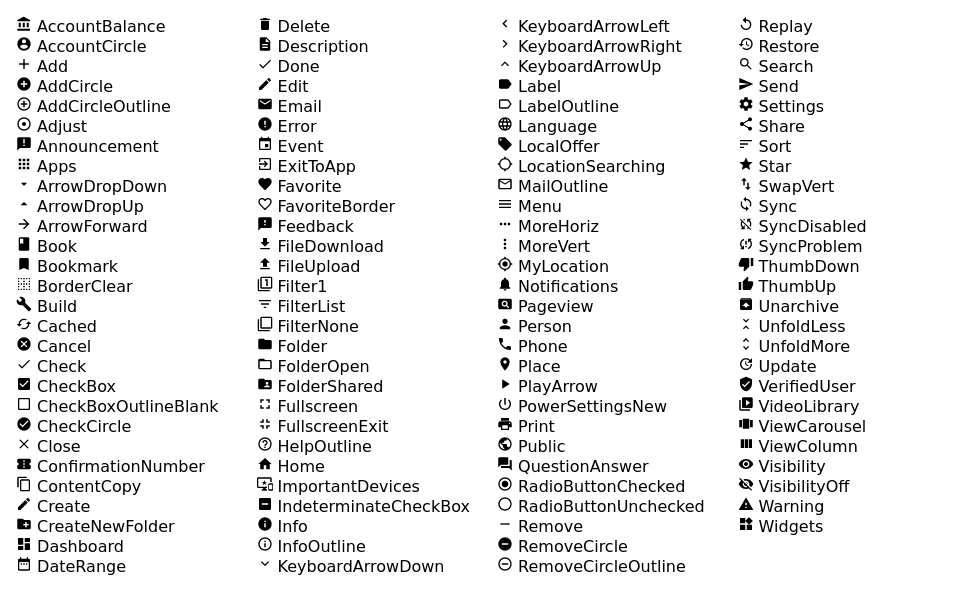 AccountBalance
AccountCircle
Add
AddCircle
AddCircleOutline
Adjust
Announcement
Apps
ArrowDropDown
ArrowDropUp
ArrowForward
Book
Bookmark
BorderClear
Build
Cached
Cancel
Check
CheckBox
CheckBoxOutlineBlank
CheckCircle
Close
ConfirmationNumber
ContentCopy
Create
CreateNewFolder
Dashboard
DateRange
Delete
Description
Done
Edit
Email
Error
Event
ExitToApp
Favorite
FavoriteBorder
Feedback
FileDownload
FileUpload
Filter1
FilterList
FilterNone
Folder
FolderOpen
FolderShared
Fullscreen
FullscreenExit
HelpOutline
Home
ImportantDevices
IndeterminateCheckBox
Info
InfoOutline
KeyboardArrowDown
KeyboardArrowLeft
KeyboardArrowRight
KeyboardArrowUp
Label
LabelOutline
Language
LocalOffer
LocationSearching
MailOutline
Menu
MoreHoriz
MoreVert
MyLocation
Notifications
Pageview
Person
Phone
Place
PlayArrow
PowerSettingsNew
Print
Public
QuestionAnswer
RadioButtonChecked
RadioButtonUnchecked
Remove
RemoveCircle
RemoveCircleOutline
Replay
Restore
Search
Send
Settings
Share
Sort
Star
SwapVert
Sync
SyncDisabled
SyncProblem
ThumbDown
ThumbUp
Unarchive
UnfoldLess
UnfoldMore
Update
VerifiedUser
VideoLibrary
ViewCarousel
ViewColumn
Visibility
VisibilityOff
Warning
Widgets